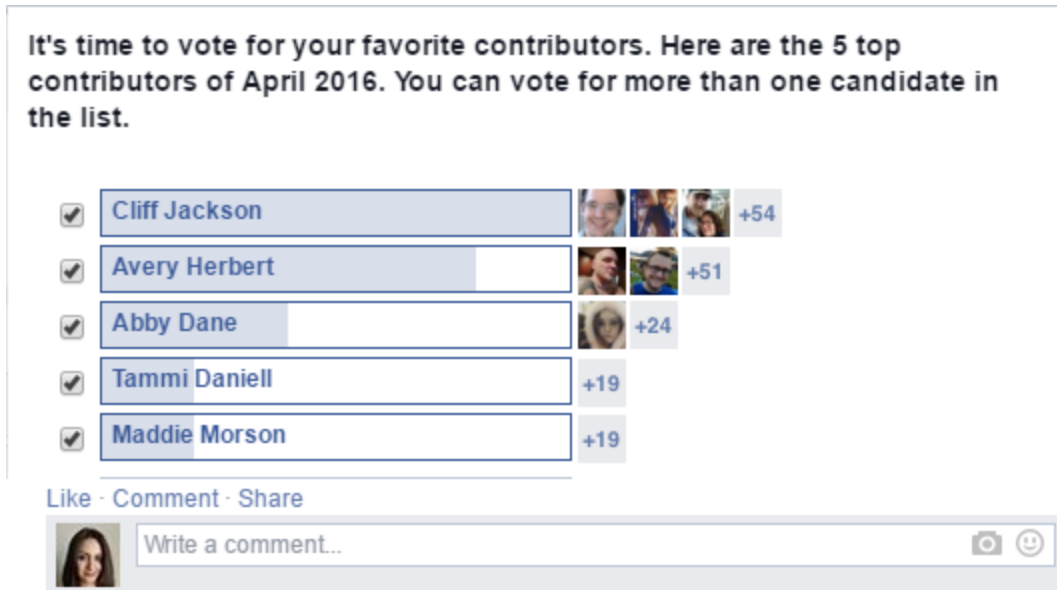 It's time to vote for your favorite contributors. Here are the 5 top
contributors of April 2016. You can vote for more than one candidate in
the list.
Cliff Jackson +54
Avery Herbert +51
Abby Dane +24
Tammi Daniell +19
Maddie Morson +19
Like · Comment · Share
Write a comment...